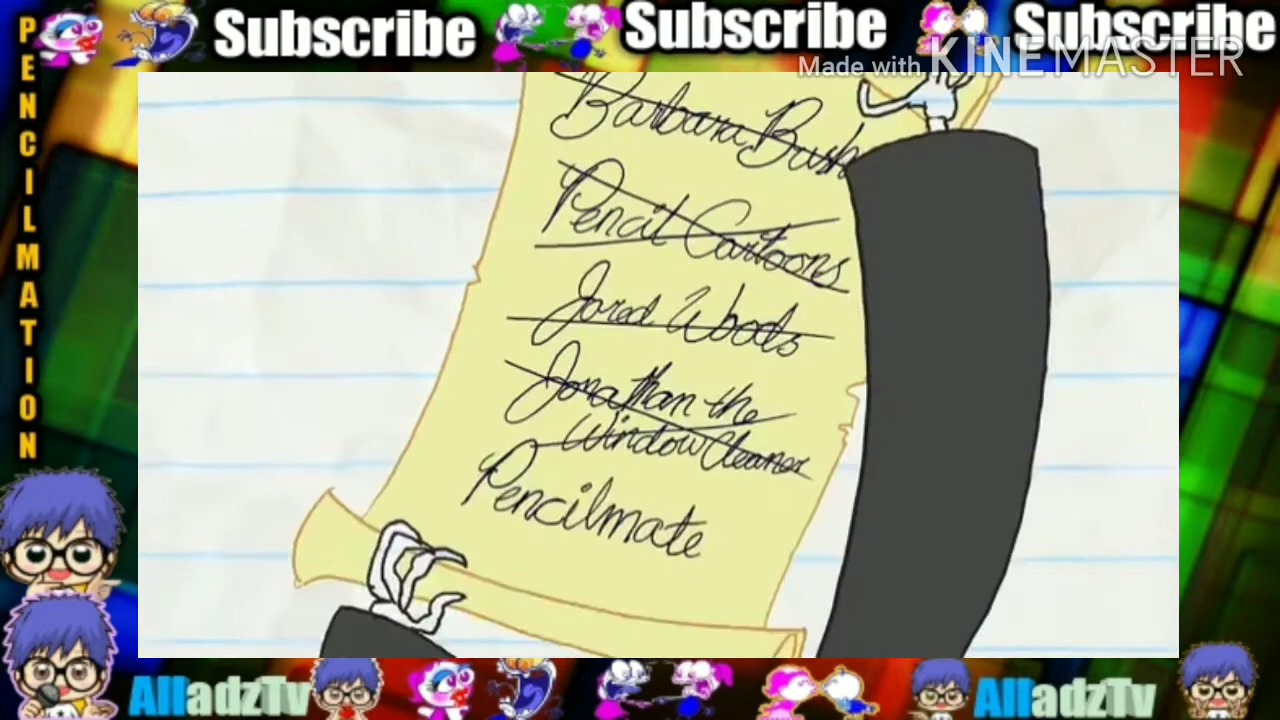 Subscribe Subscribe Subscribe
Made with KINEMASTER
PENCILMATION
Barbara Bush
Pencil Cartoons
Jared Woods
Jonathan the
Window Cleaner
Pencilmate
AlladzTv AlladzTv